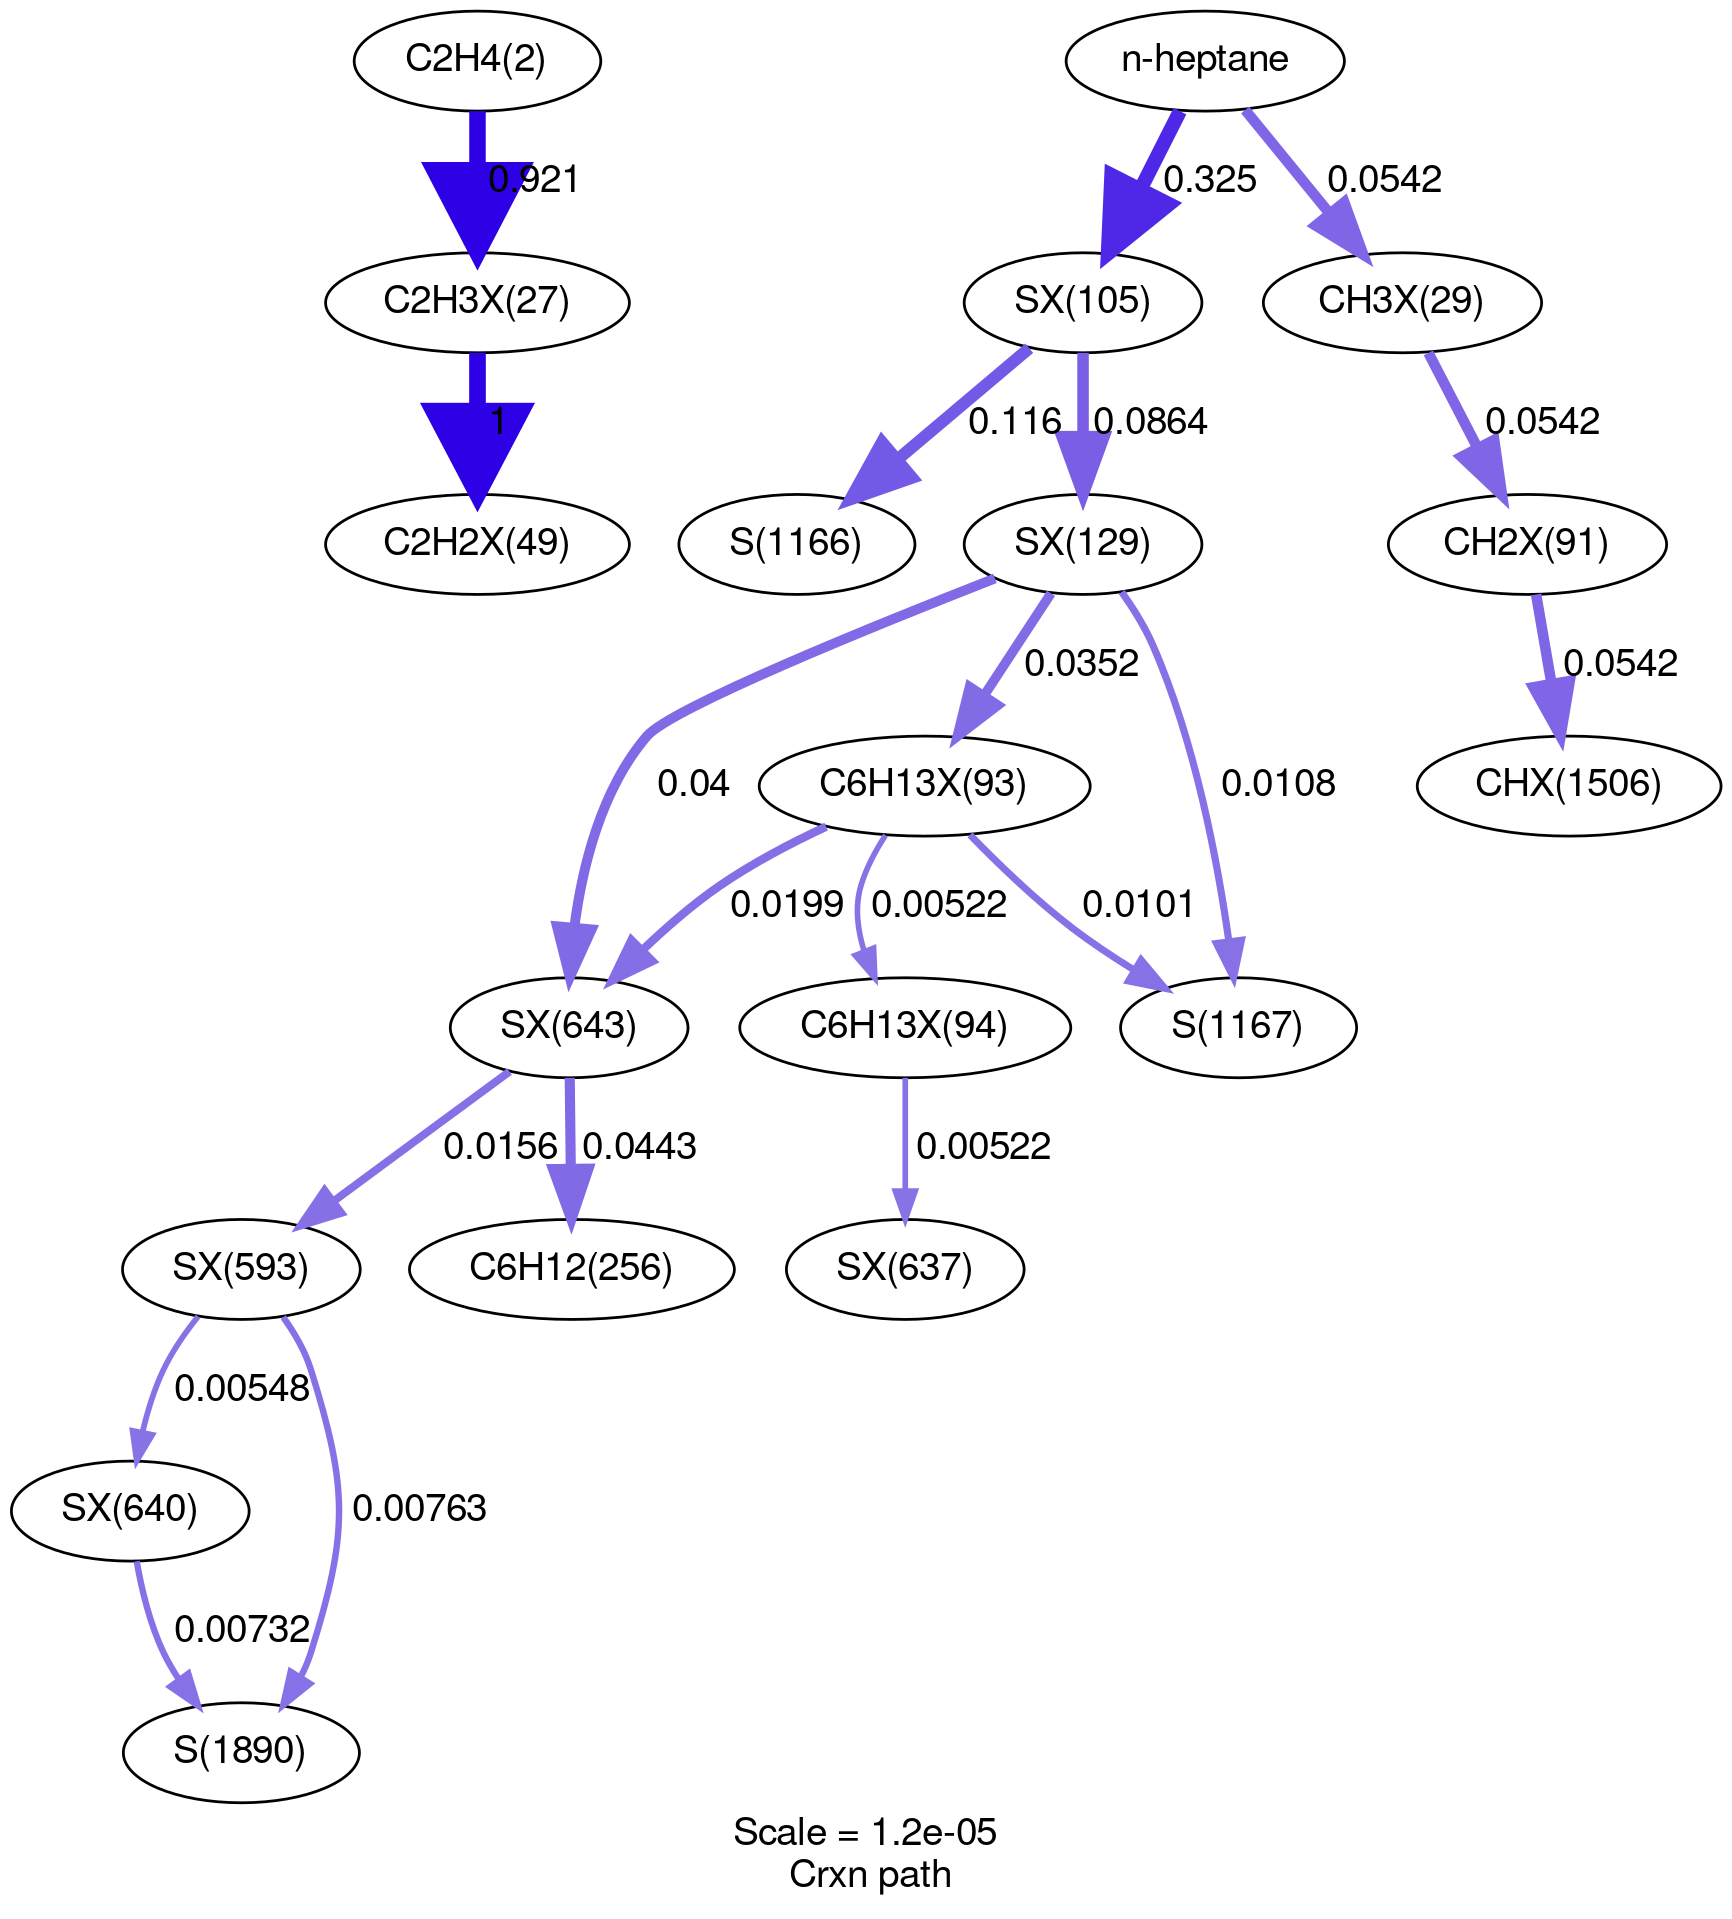 C2H4(2)
n-heptane
0.921
0.325
0.0542
C2H3X(27)
SX(105)
CH3X(29)
1
0.116
0.0864
0.0542
C2H2X(49)
S(1166)
SX(129)
CH2X(91)
0.0352
0.0542
0.04
C6H13X(93)
0.0108
CHX(1506)
0.0199
0.00522
0.0101
SX(643)
C6H13X(94)
S(1167)
0.0156
0.0443
0.00522
SX(593)
C6H12(256)
SX(637)
0.00548
SX(640)
0.00763
0.00732
S(1890)
Scale = 1.2e-05
Crxn path